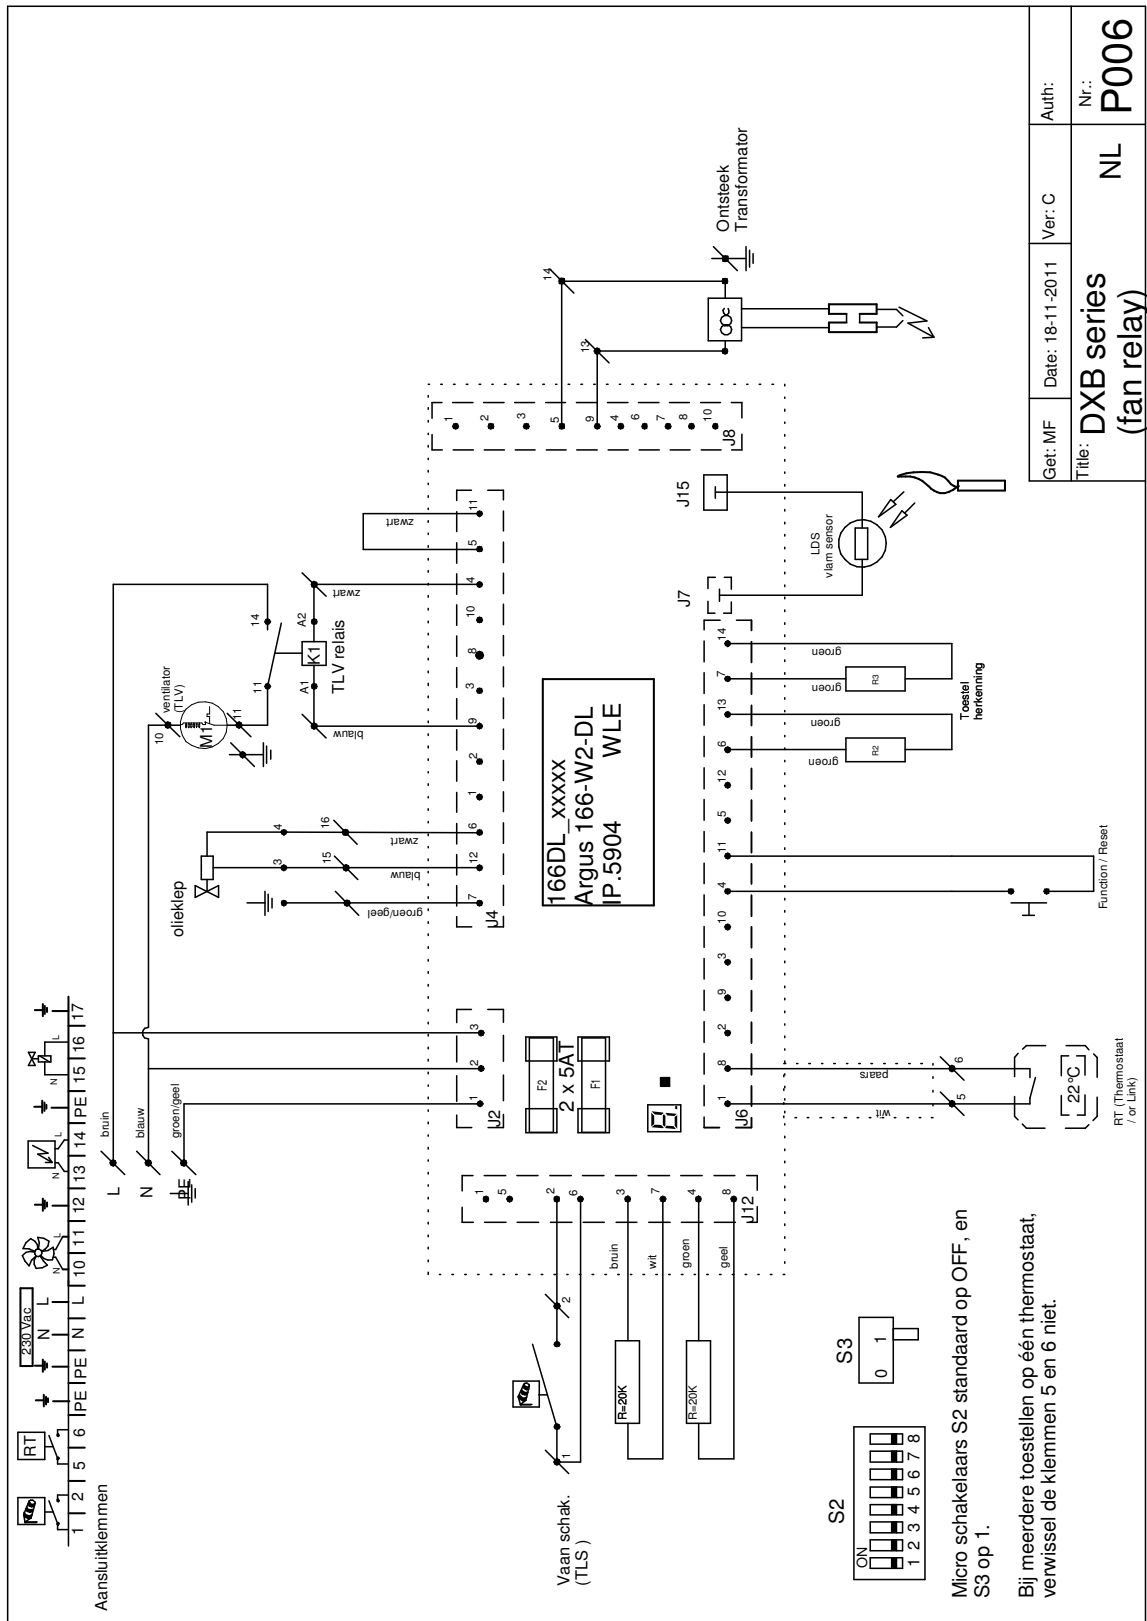 Aansluitklemmen
1 2 5 6 PE PE N L 10 11 12 13 14 PE 15 16 17
RT
230 Vac
N L
N L
N L
N L
L
N
PE
bruin
blauw
groen/geel
olieklep
3 4
15 16
groen/geel
blauw
zwart
10
ventilator
(TLV)
M1
11
11 14
A1 K1 A2
TLV relais
blauw
zwart
zwart
J2
1 2 3
J4
7 12 6 1 2 9 3 8 10 4 5 11
F2
2 x 5AT
F1
8.
166DL_xxxxx
Argus 166-W2-DL
IP.5904 WLE
J8
1
2
3
5
9
4
6
7
8
10
14
13
Ontsteek
Transformator
J15
J7
LDS
vlam sensor
J12
1
5
2
6
3
7
4
8
bruin
wit
groen
geel
Vaan schak.
(TLS )
1 2
R=20K
R=20K
J6
1 8 2 9 3 10 4 11 5 12 6 13 7 14
wit
paars
5 6
22°C
RT (Thermostaat
/ or Link)
Function / Reset
groen
groen
groen
groen
R2
R3
Toestel
herkenning
S2
ON
1 2 3 4 5 6 7 8
S3
0 1
Micro schakelaars S2 standaard op OFF, en
S3 op 1.
Bij meerdere toestellen op één thermostaat,
verwissel de klemmen 5 en 6 niet.
Get: MF Date: 18-11-2011 Ver: C Auth:
Title: DXB series
(fan relay)
NL
Nr.: P006